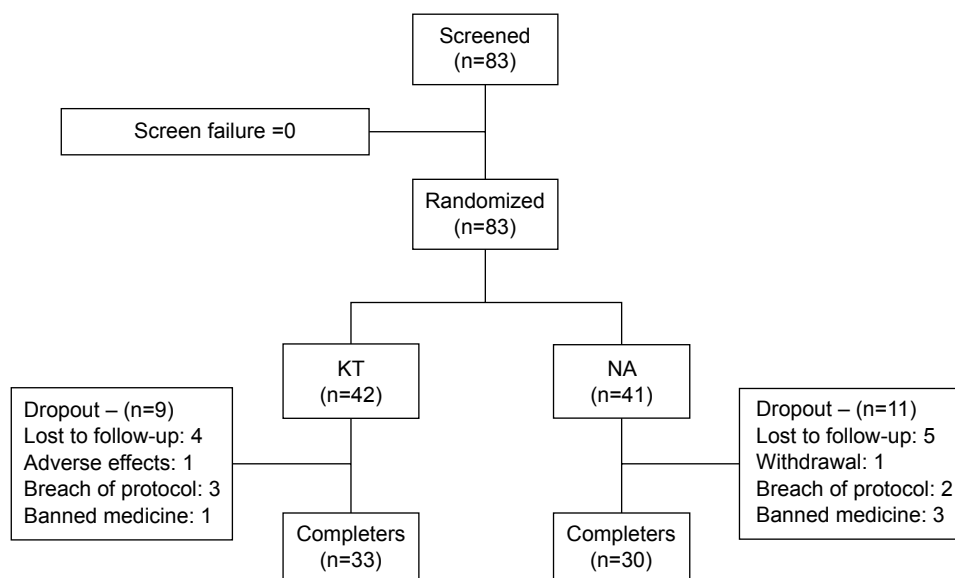 Screened
(n=83)
Screen failure =0
Randomized
(n=83)
KT
(n=42)
NA
(n=41)
Dropout – (n=9)
Lost to follow-up: 4
Adverse effects: 1
Breach of protocol: 3
Banned medicine: 1
Dropout – (n=11)
Lost to follow-up: 5
Withdrawal: 1
Breach of protocol: 2
Banned medicine: 3
Completers
(n=33)
Completers
(n=30)